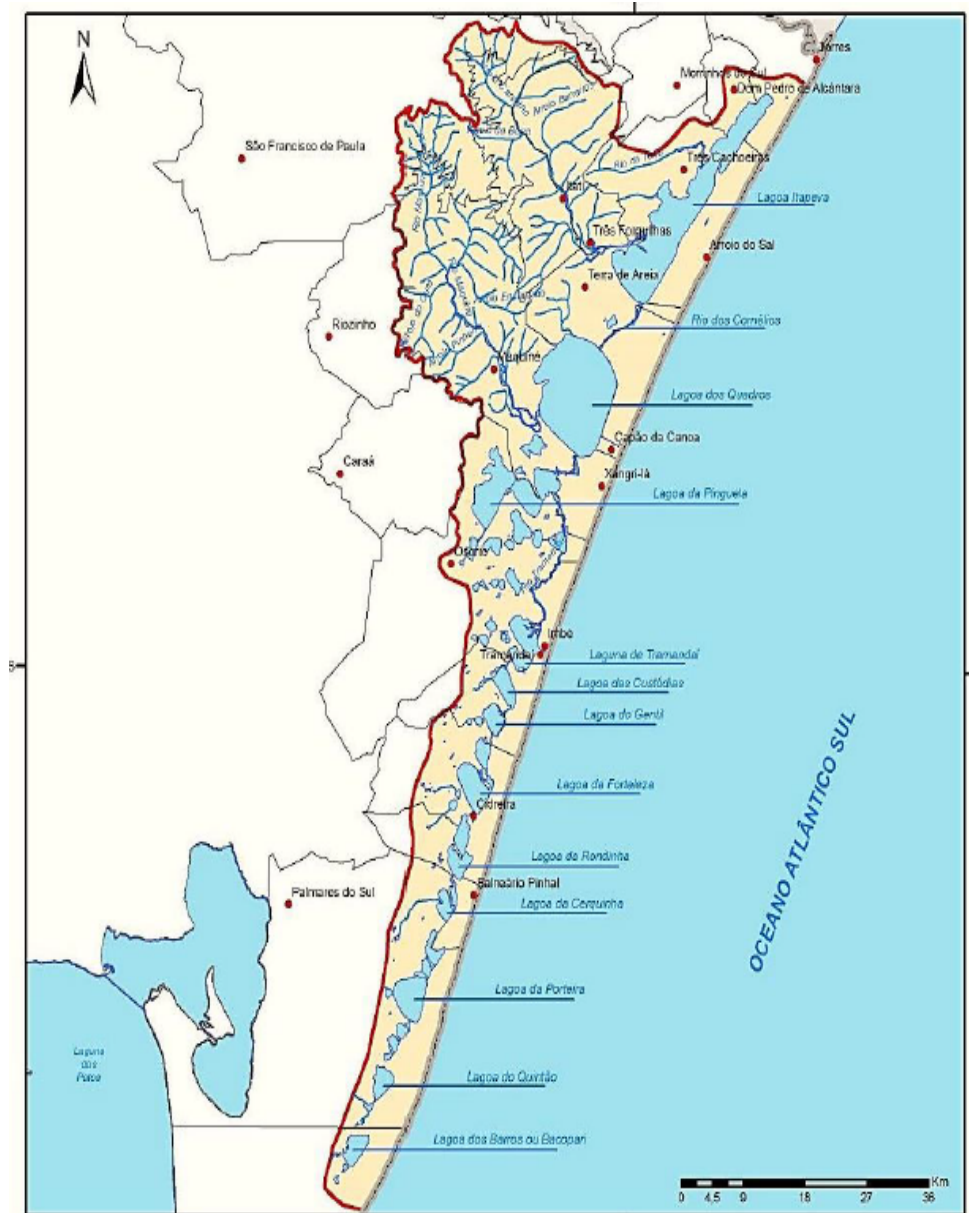 N
Torres
Morrinhos do Sul
Dom Pedro de Alcântara
São Francisco de Paula
Três Cachoeiras
Itati
Lagoa Itapeva
Três Forquilhas
Arroio do Sal
Terra de Areia
Riozinho
Rio dos Cornélios
Maquiné
Lagoa dos Quadros
Capão da Canoa
Caraá
Xangri-lá
Lagoa da Pinguela
Osório
Imbé
Tramandaí
Laguna de Tramandaí
Lagoa das Custódias
Lagoa do Gentil
Lagoa da Fortaleza
Cidreira
OCEANO ATLÂNTICO SUL
Lagoa da Rondinha
Palmares do Sul
Balneário Pinhal
Lagoa da Cerquinha
Lagoa da Porteira
Laguna
dos
Patos
Lagoa do Quintão
Lagoa dos Barros ou Bacopari
Km
0 4,5 9 18 27 36